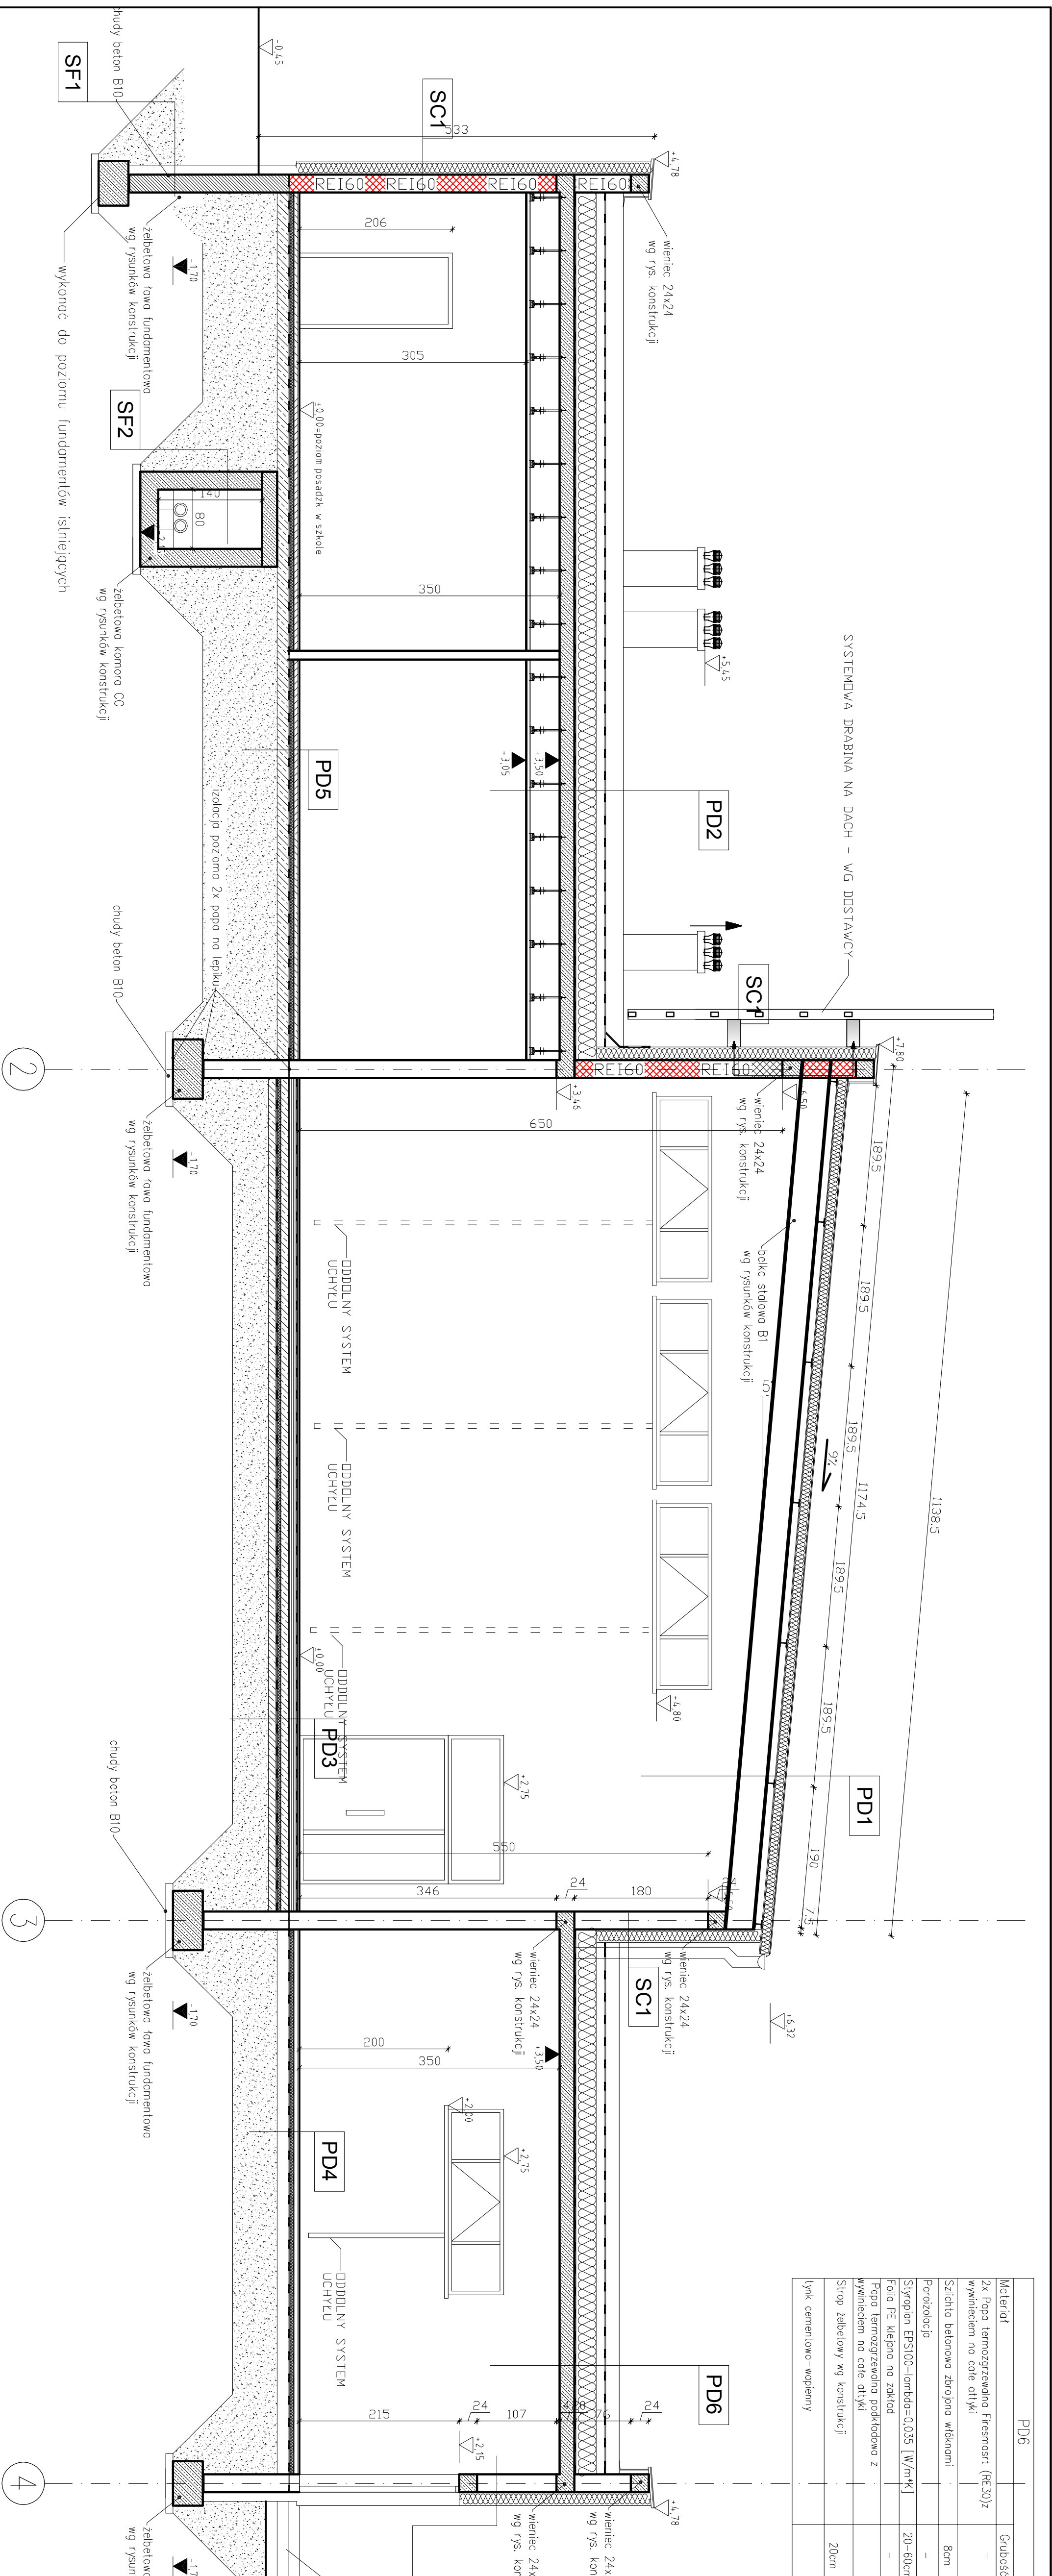 SF1
chudy beton B10
-0,45
SC1
533
+4,78
REI60
REI60
REI60
REI60
wieniec 24x24
wg rys. konstrukcji
206
żelbetowa ława fundamentowa
wg rysunków konstrukcji
-1,70
wykonać do poziomu fundamentów istniejących
305
±0,00=poziom posadzki w szkole
SF2
140
80
350
żelbetowa komora CO
wg rysunków konstrukcji
+5,45
SYSTEMOWA DRABINA NA DACH - WG DOSTAWCY
PD5
+3,05
+3,50
PD2
izolacja pozioma 2x papa na lepiku
chudy beton B10
SC1
+7,80
REI60
REI60
2
+3,46
6,50
wieniec 24x24
wg rys. konstrukcji
żelbetowa ława fundamentowa
wg rysunków konstrukcji
-1,70
650
189.5
189.5
189.5
189.5
189.5
190
7.5
1174.5
1138.5
9%
belka stalowa B1
wg rysunków konstrukcji
ODDOLNY SYSTEM
UCHYŁU
ODDOLNY SYSTEM
UCHYŁU
ODDOLNY SYSTEM
UCHYŁU
±0,00
+4,80
PD3
PD1
+2,75
chudy beton B10
550
346
24
180
3
SC1
wieniec 24x24
wg rys. konstrukcji
wieniec 24x24
wg rys. konstrukcji
+6,32
żelbetowa ława fundamentowa
wg rysunków konstrukcji
-1,70
200
350
+3,50
+2,00
+2,75
PD4
ODDOLNY SYSTEM
UCHYŁU
PD6
215
24
107
76
24
+2,15
4
+4,78
wieniec 24x
wg rys. kon
wieniec 24x
wg rys. kon
żelbetowa
wg rysun
-1,7
PD6
Materiał
Grubość
2x Papa termozgrzewalna Firesmasrt (RE30)z
wywinieciem na całe attyki
-
Szlichta betonowa zbrojona włóknami
8cm
Paroizolacja
-
Styropian EPS100-lambda=0,035 [W/m*K]
20-60cm
Folia PE klejona na zakład
-
Papa termozgrzewalna podkładowa z
wywinieciem na całe attyki
Strop żelbetowy wg konstrukcji
20cm
tynk cementowo-wapienny